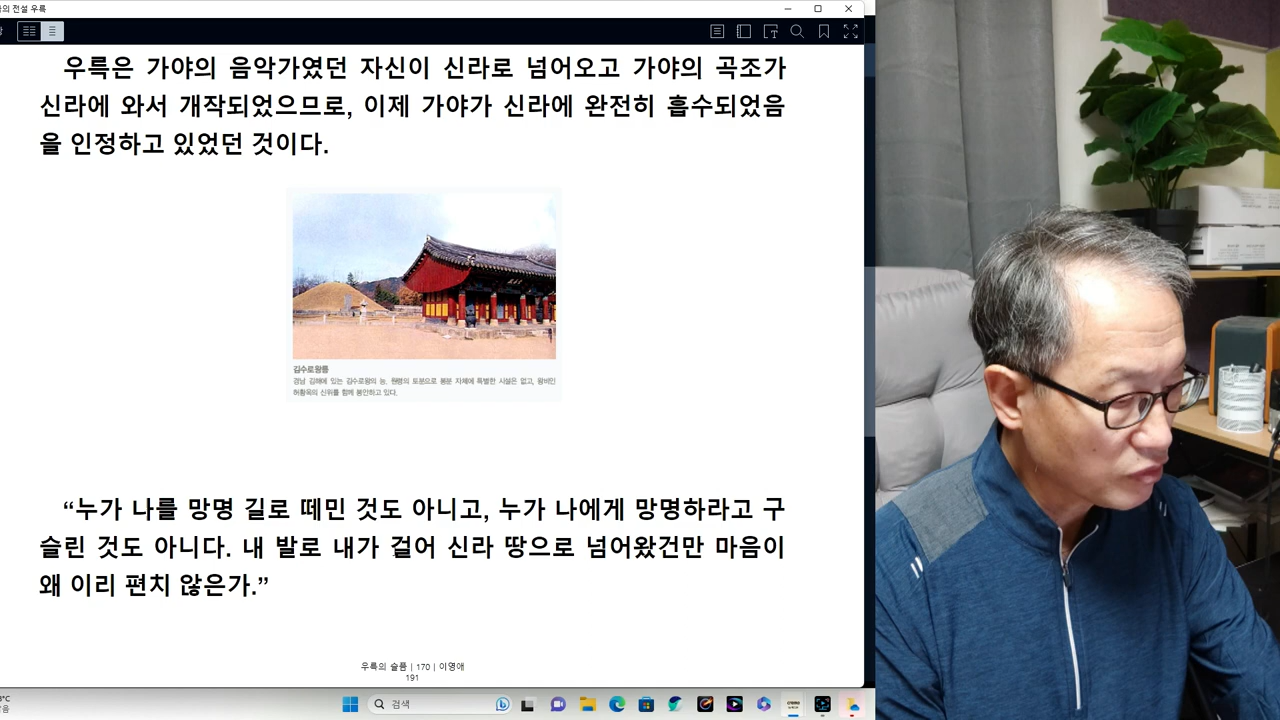 의 전설 우륵
우륵은 가야의 음악가였던 자신이 신라로 넘어오고 가야의 곡조가
신라에 와서 개작되었으므로, 이제 가야가 신라에 완전히 흡수되었음
을 인정하고 있었던 것이다.
김수로왕릉
경남 김해에 있는 김수로왕의 능. 원형의 토분으로 봉분 자체에 특별한 시설은 없고, 왕비인
허황옥의 신위를 함께 봉안하고 있다.
“누가 나를 망명 길로 떼민 것도 아니고, 누가 나에게 망명하라고 구
슬린 것도 아니다. 내 발로 내가 걸어 신라 땅으로 넘어왔건만 마음이
왜 이리 편치 않은가.”
우륵의 슬픔 | 170 | 이영애
191
검색